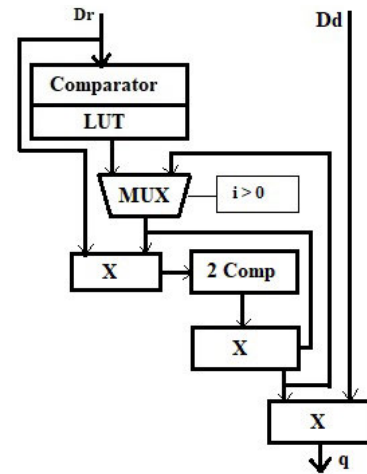 Dr
Dd
Comparator
LUT
MUX
i > 0
X
2 Comp
X
X
q